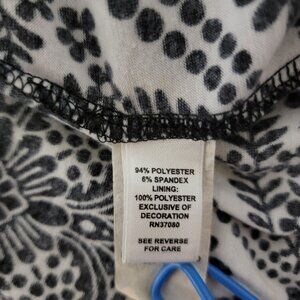 94% POLYESTER
6% SPANDEX
LINING:
100% POLYESTER
EXCLUSIVE OF
DECORATION
RN37080
SEE REVERSE
FOR CARE